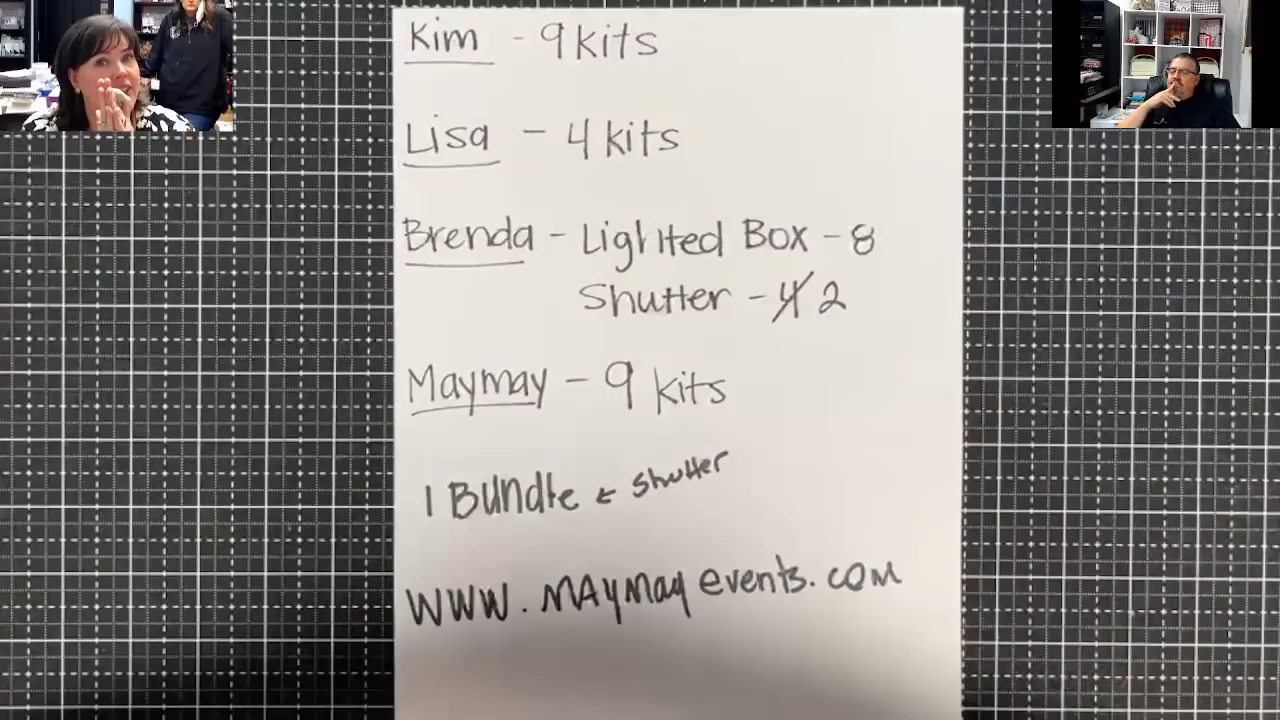 Kim - 9 kits
Lisa - 4 kits
Brenda - Lighted Box - 8
Shutter - 4 2
Maymay - 9 kits
1 Bundle ← shutter
www.maymayevents.com